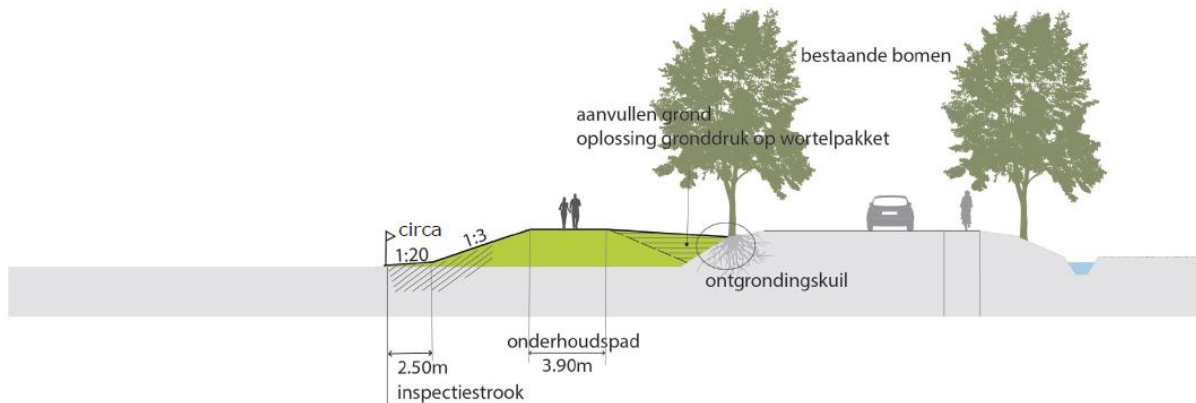 bestaande bomen
aanvullen grond
oplossing gronddruk op wortelpakket
circa
1:20
1:3
ontgrondingskuil
onderhoudspad
2.50m
3.90m
inspectiestrook